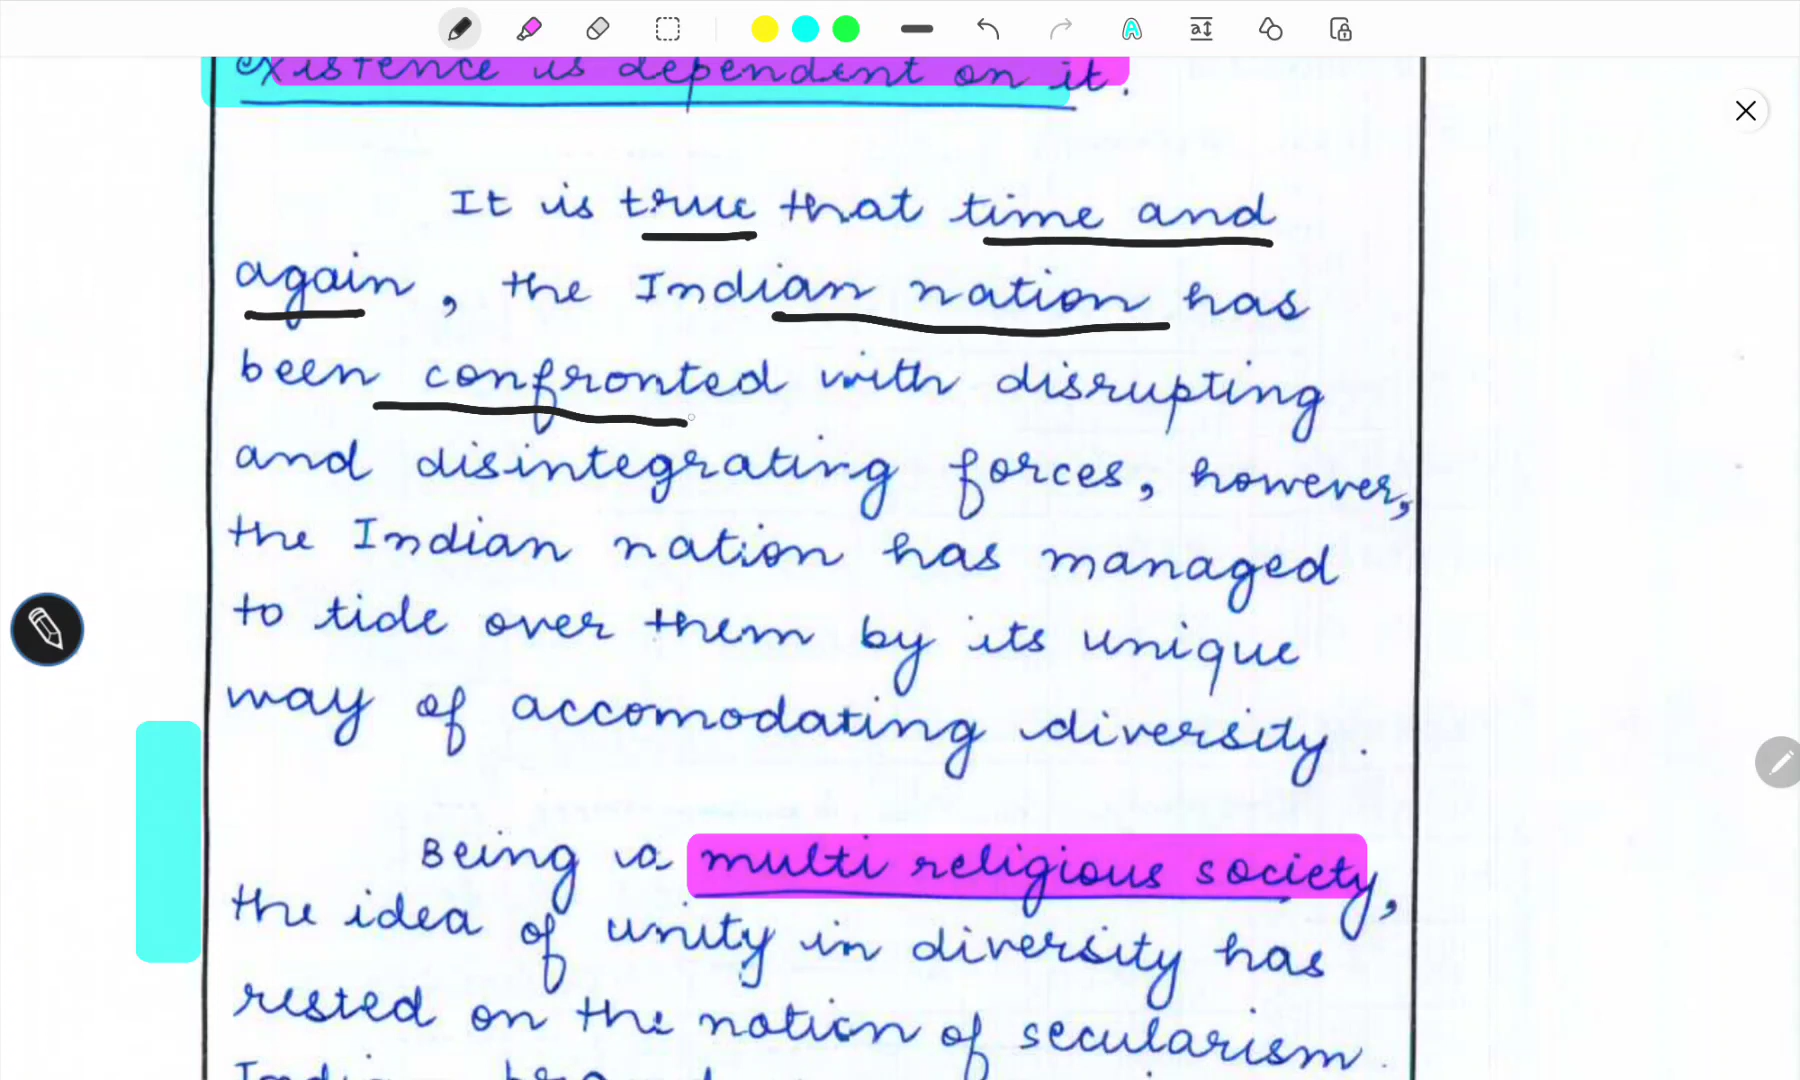 existence is dependent on it.
It is true that time and
again, the Indian nation has
been confronted with disrupting
and disintegrating forces, however,
the Indian nation has managed
to tide over them by its unique
way of accomodating diversity.
Being a multi religious society,
the idea of unity in diversity has
rested on the notion of secularism.